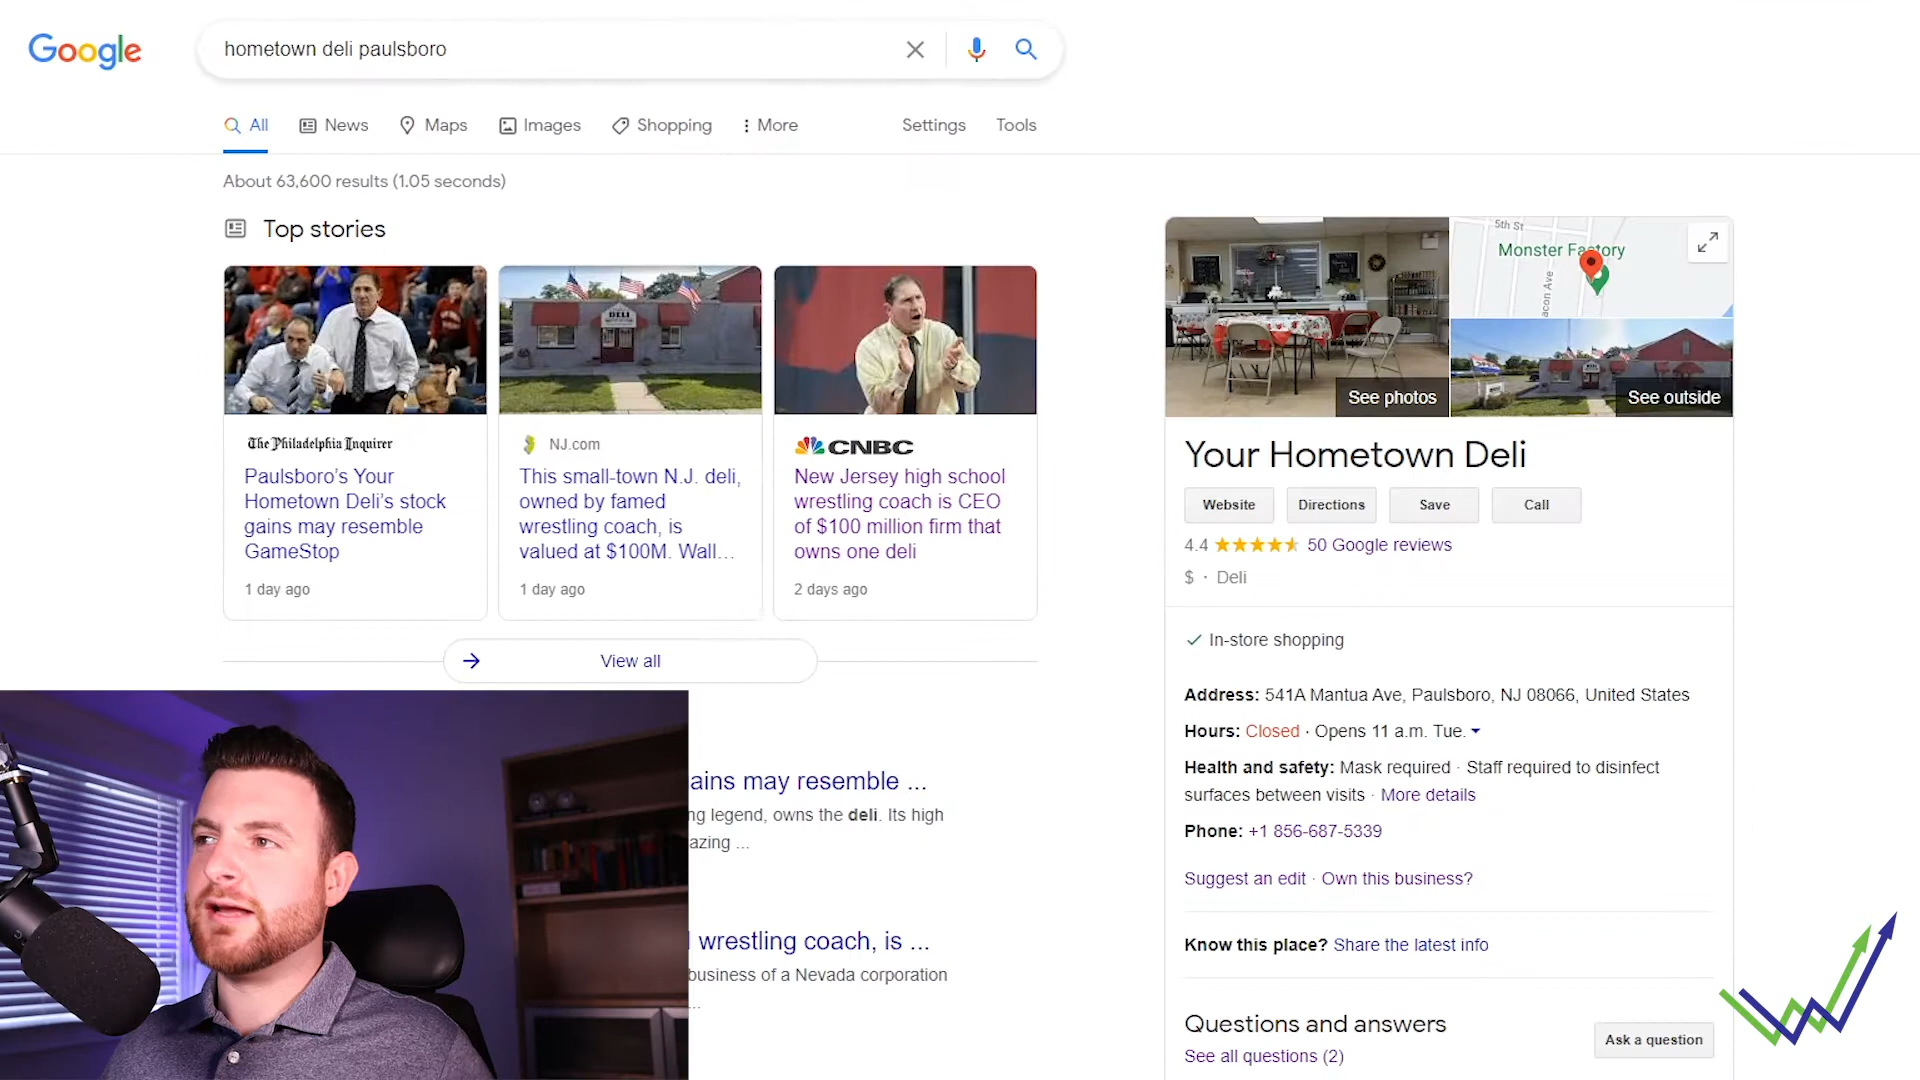 Google
hometown deli paulsboro
All
News
Maps
Images
Shopping
More
Settings
Tools
About 63,600 results (1.05 seconds)
Top stories
DELI
The Philadelphia Inquirer
Paulsboro's Your
Hometown Deli's stock
gains may resemble
GameStop
1 day ago
NJ.com
This small-town N.J. deli,
owned by famed
wrestling coach, is
valued at $100M. Wall...
1 day ago
CNBC
New Jersey high school
wrestling coach is CEO
of $100 million firm that
owns one deli
2 days ago
View all
ains may resemble ...
ng legend, owns the deli. Its high
azing ...
wrestling coach, is ...
business of a Nevada corporation
...
5th St
Monster Factory
acon Ave
See photos
See outside
Your Hometown Deli
Website
Directions
Save
Call
4.4
50 Google reviews
$ · Deli
In-store shopping
Address: 541A Mantua Ave, Paulsboro, NJ 08066, United States
Hours: Closed · Opens 11 a.m. Tue.
Health and safety: Mask required · Staff required to disinfect
surfaces between visits · More details
Phone: +1 856-687-5339
Suggest an edit · Own this business?
Know this place? Share the latest info
Questions and answers
See all questions (2)
Ask a question